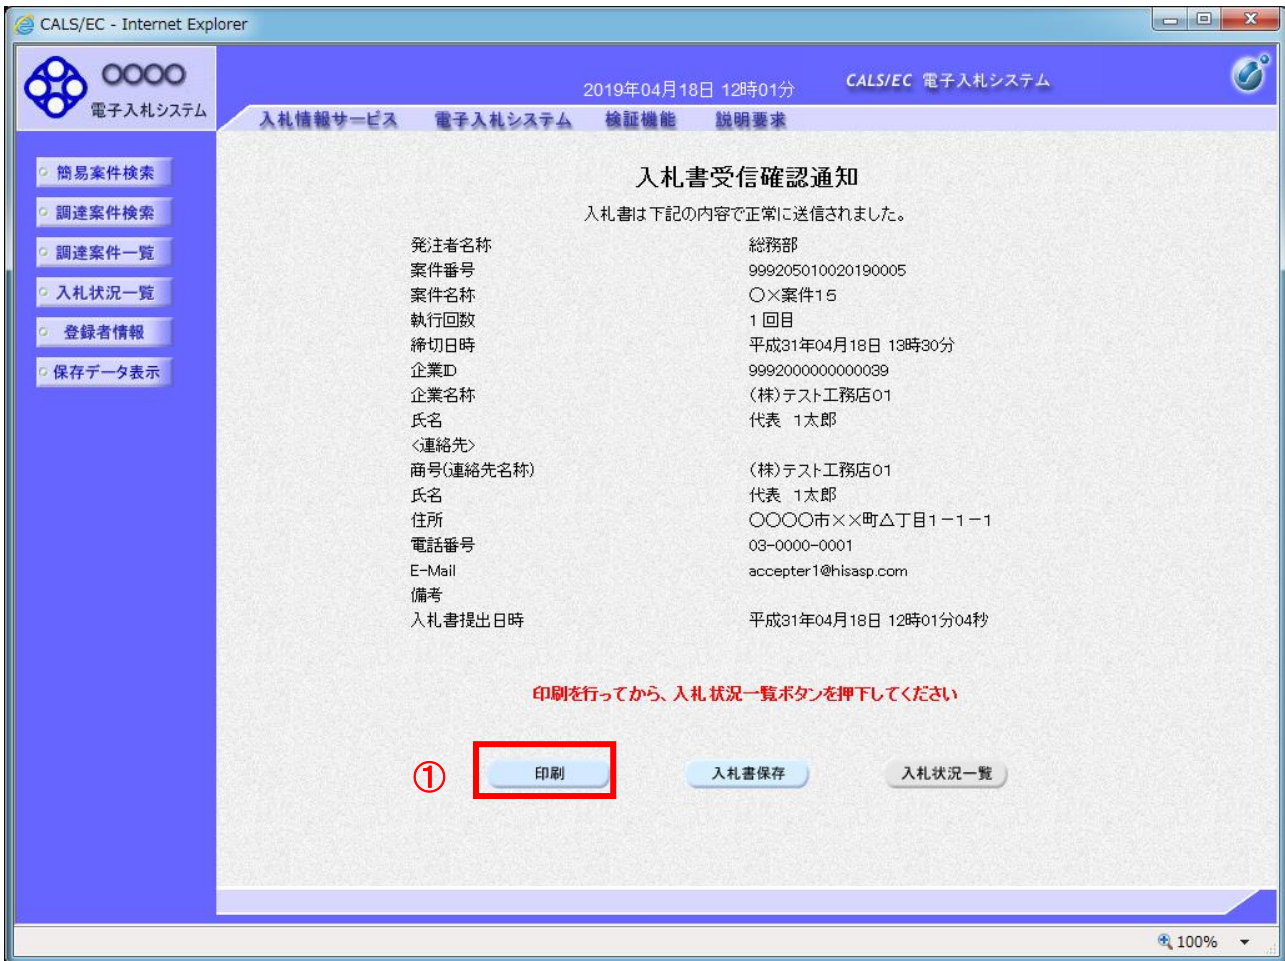 CALS/EC - Internet Explorer
〇〇〇〇
電子入札システム
2019年04月18日 12時01分
CALS/EC 電子入札システム
入札情報サービス 電子入札システム 検証機能 説明要求
簡易案件検索
調達案件検索
調達案件一覧
入札状況一覧
登録者情報
保存データ表示
入札書受信確認通知
入札書は下記の内容で正常に送信されました。
発注者名称 総務部
案件番号 999205010020190005
案件名称 〇×案件15
執行回数 1回目
締切日時 平成31年04月18日 13時30分
企業ID 9992000000000039
企業名称 (株)テスト工務店01
氏名 代表 1太郎
<連絡先>
商号(連絡先名称) (株)テスト工務店01
氏名 代表 1太郎
住所 〇〇〇〇市××町△丁目1-1-1
電話番号 03-0000-0001
E-Mail accepter1@hisasp.com
備考
入札書提出日時 平成31年04月18日 12時01分04秒
印刷を行ってから、入札状況一覧ボタンを押下してください
① 印刷 入札書保存 入札状況一覧
100%